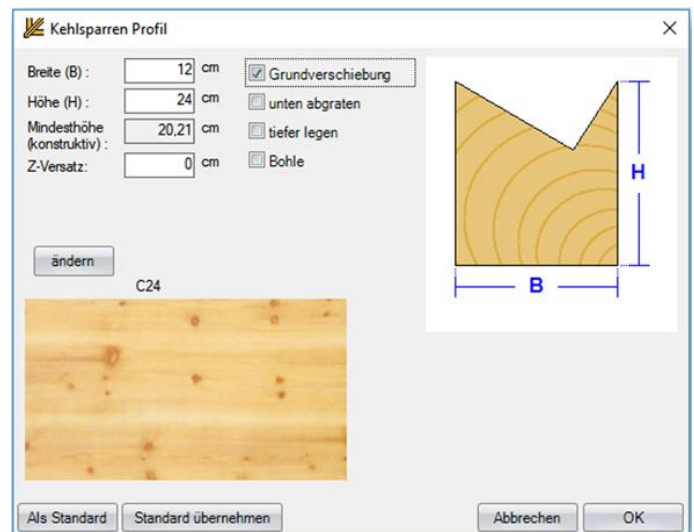 Kehlsparren Profil
Breite (B) : 12 cm
Grundverschiebung
Höhe (H) : 24 cm
unten abgraten
Mindesthöhe
(konstruktiv) : 20,21 cm
tiefer legen
Z-Versatz: 0 cm
Bohle
H
B
ändern
C24
Als Standard
Standard übernehmen
Abbrechen
OK